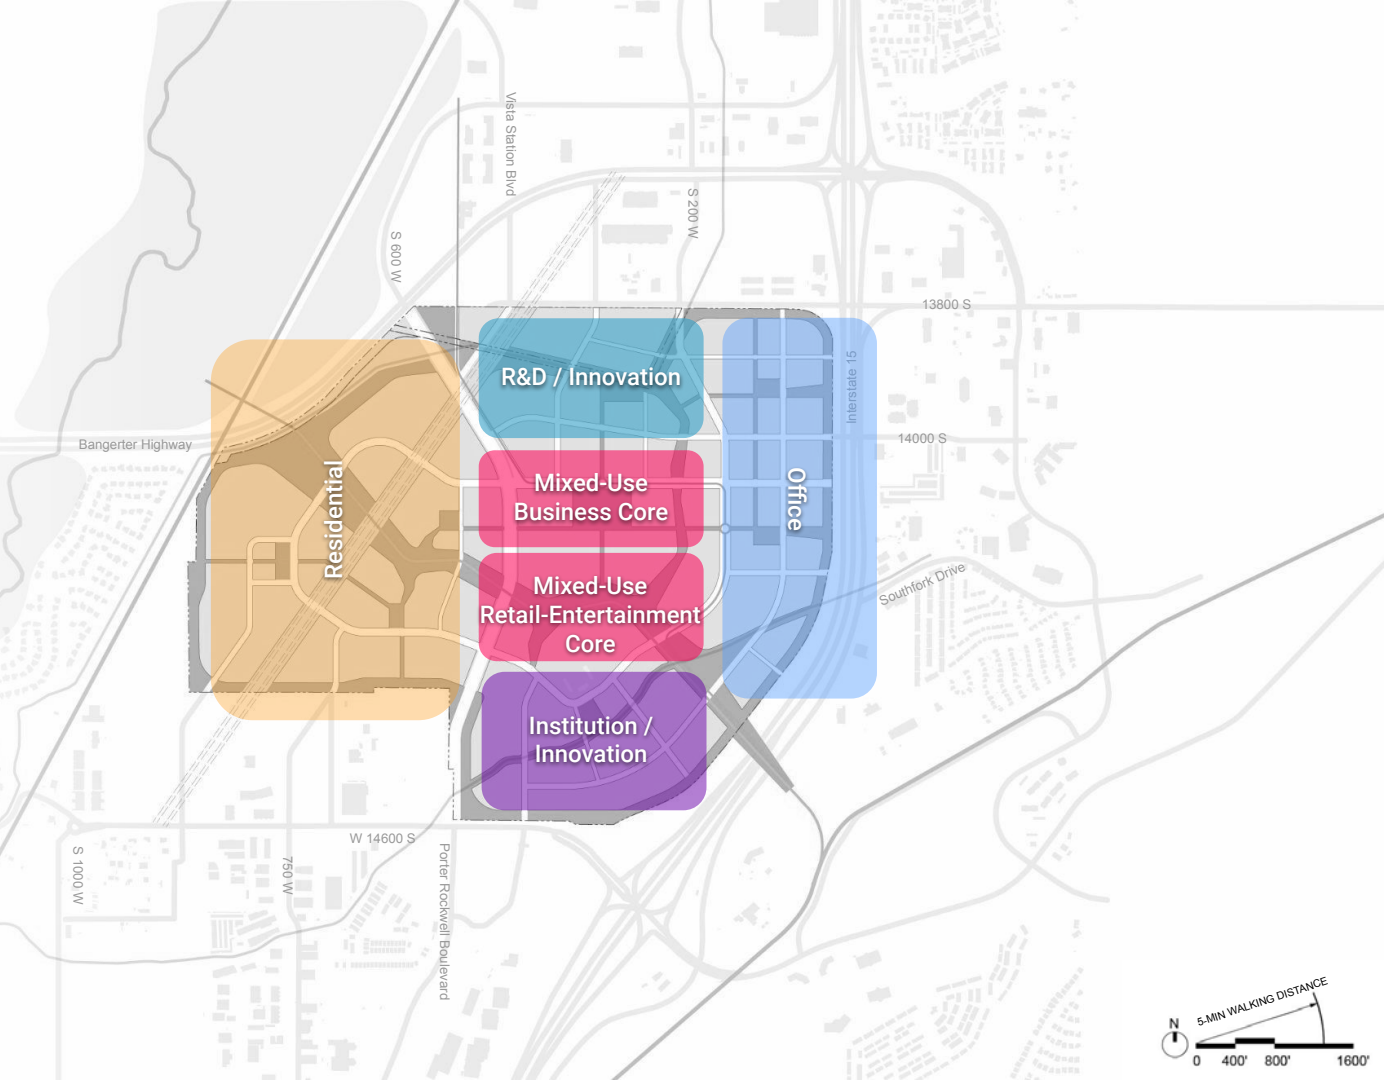 Vista Station Blvd
S 200 W
S 600 W
13800 S
R&D / Innovation
Interstate 15
Bangerter Highway
14000 S
Residential
Mixed-Use
Business Core
Office
Mixed-Use
Retail-Entertainment
Core
Southfork Drive
Institution /
Innovation
W 14600 S
S 1000 W
750 W
Porter Rockwell Boulevard
5-MIN WALKING DISTANCE
N
0 400' 800' 1600'